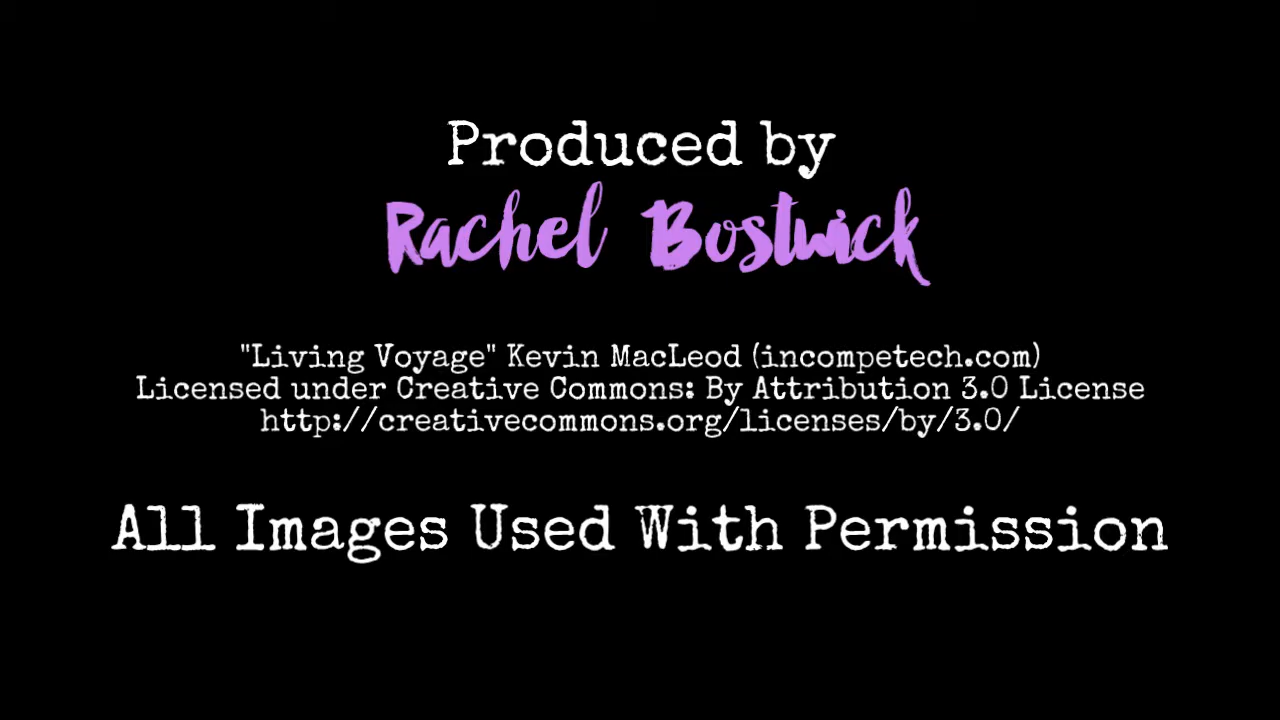 Produced by
Rachel Bostwick
"Living Voyage" Kevin MacLeod (incompetech.com)
Licensed under Creative Commons: By Attribution 3.0 License
http://creativecommons.org/licenses/by/3.0/
All Images Used With Permission